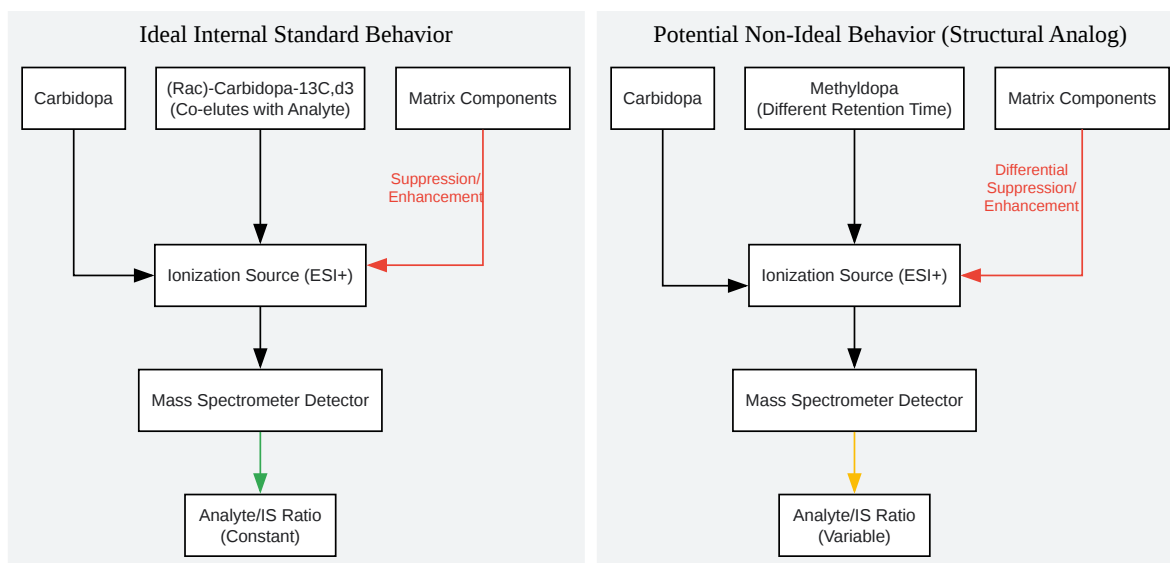 Ideal Internal Standard Behavior
Carbidopa
(Rac)-Carbidopa-13C,d3
(Co-elutes with Analyte)
Matrix Components
Suppression/
Enhancement
Ionization Source (ESI+)
Mass Spectrometer Detector
Analyte/IS Ratio
(Constant)
Potential Non-Ideal Behavior (Structural Analog)
Carbidopa
Methyldopa
(Different Retention Time)
Matrix Components
Differential
Suppression/
Enhancement
Ionization Source (ESI+)
Mass Spectrometer Detector
Analyte/IS Ratio
(Variable)